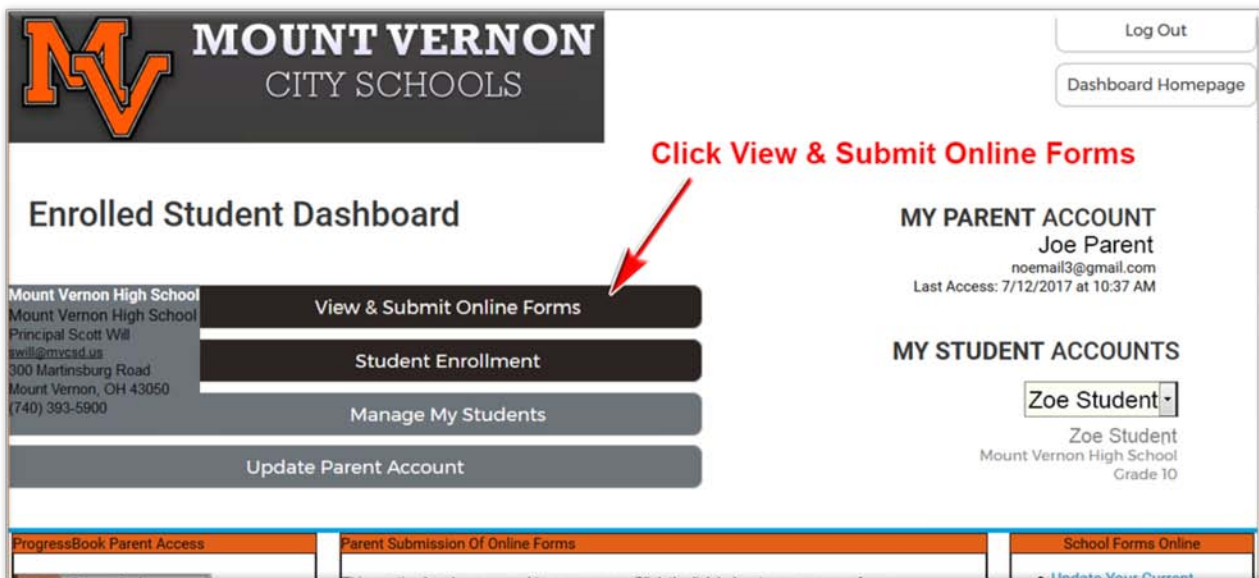 MV
MOUNT VERNON
CITY SCHOOLS
Log Out
Dashboard Homepage
Click View & Submit Online Forms
Enrolled Student Dashboard
MY PARENT ACCOUNT
Joe Parent
noemail3@gmail.com
Last Access: 7/12/2017 at 10:37 AM
Mount Vernon High School
Mount Vernon High School
Principal Scott Will
swill@mvcsd.us
300 Martinsburg Road
Mount Vernon, OH 43050
(740) 393-5900
View & Submit Online Forms
Student Enrollment
Manage My Students
Update Parent Account
MY STUDENT ACCOUNTS
Zoe Student
Zoe Student
Mount Vernon High School
Grade 10
ProgressBook Parent Access
Parent Submission Of Online Forms
School Forms Online
Update Your Current